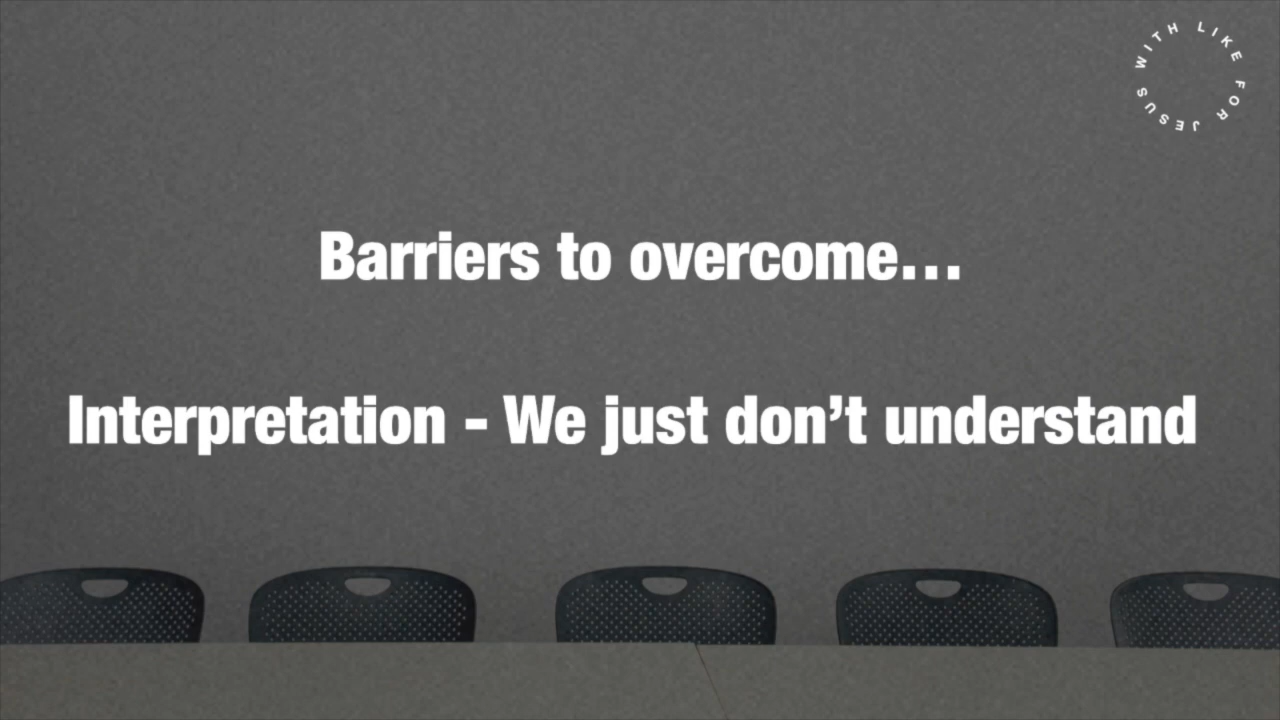 WITH LIKE FOR JESUS
Barriers to overcome…
Interpretation - We just don’t understand